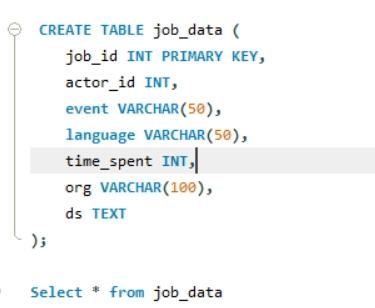 CREATE TABLE job_data (
job_id INT PRIMARY KEY,
actor_id INT,
event VARCHAR(50),
language VARCHAR(50),
time_spent INT,
org VARCHAR(100),
ds TEXT
);
Select * from job_data